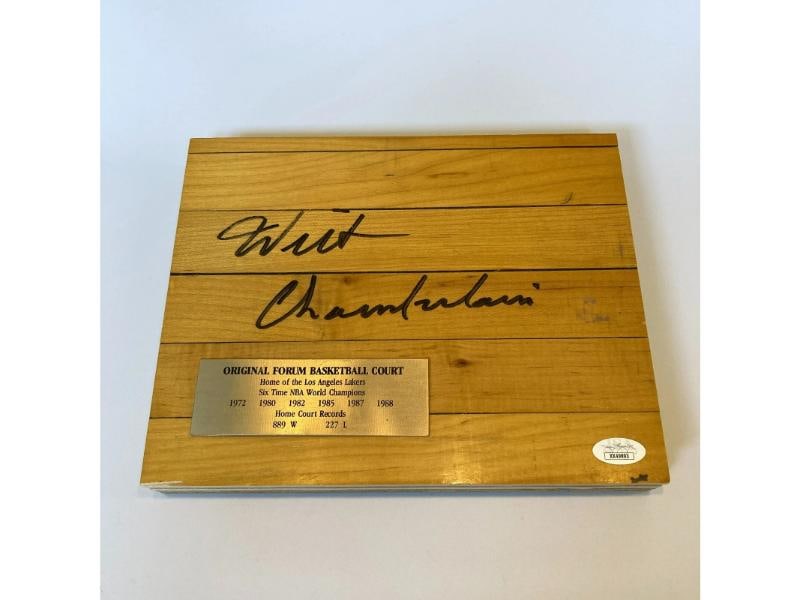 Wilt
Chamberlain
ORIGINAL FORUM BASKETBALL COURT
Home of the Los Angeles Lakers
Six Time NBA World Champions
1972 1980 1982 1985 1987 1988
Home Court Records
889 W 227 L